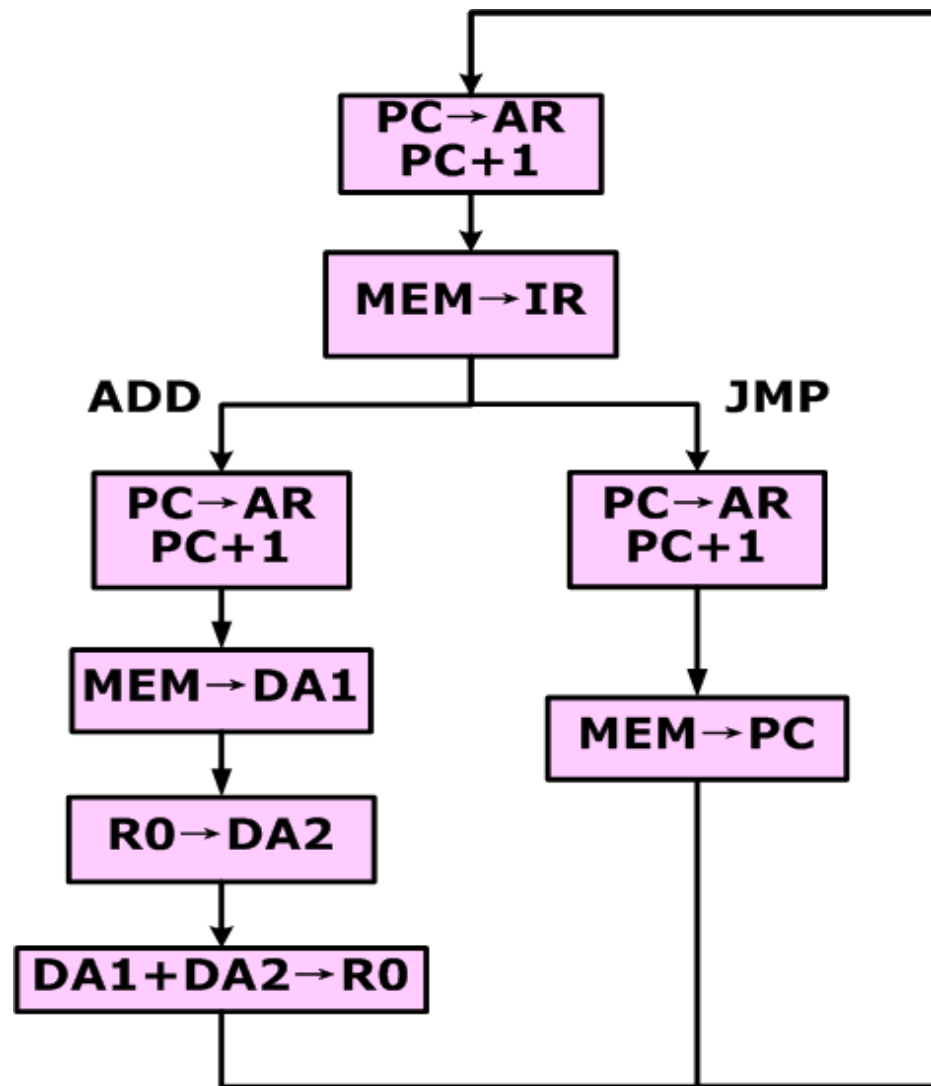 PC→AR
PC+1
MEM→IR
ADD
JMP
PC→AR
PC+1
PC→AR
PC+1
MEM→DA1
MEM→PC
R0→DA2
DA1+DA2→R0